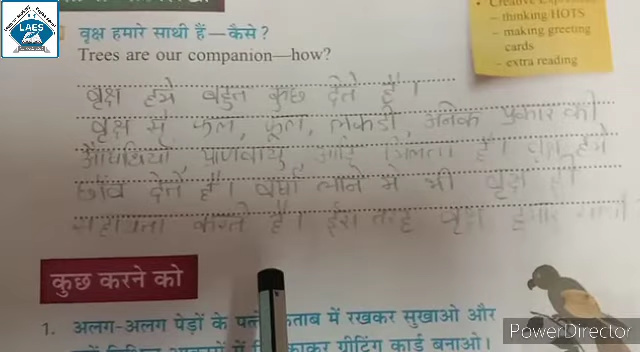 LAES
वृक्ष हमारे साथी हैं—कैसे?
Trees are our companion—how?
– thinking HOTS
– making greeting
cards
– extra reading
वृक्ष हमे बहुत कुछ देते हैं।
वृक्ष से फल, फूल, लकडी, अनेक प्रकार की
औषधियाँ, प्राणवायु, आदि मिलता है। वृक्ष हमे
छाँव देते हैं। वर्षा लाने में भी वृक्ष ही
सहायता करते है। इस तरह वृक्ष हमारे
कुछ करने को
1. अलग-अलग पेड़ों के में रखकर सुखाओ और
ग्रीटिंग कार्ड बनाओ।
PowerDirector